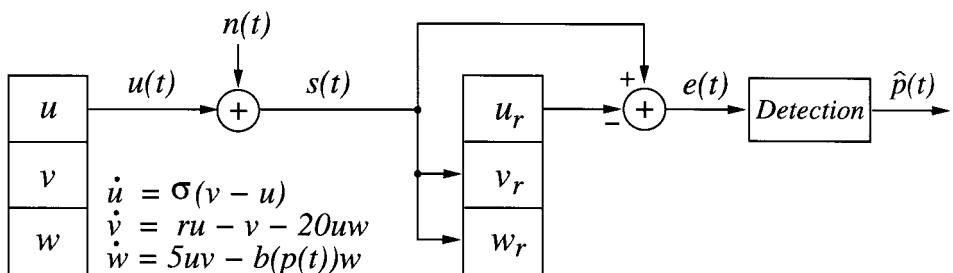 n(t)
u u(t) + s(t) u_r + − + e(t) Detection p̂(t)
v v_r
w w_r
u̇ = σ(v − u)
v̇ = ru − v − 20uw
ẇ = 5uv − b(p(t))w